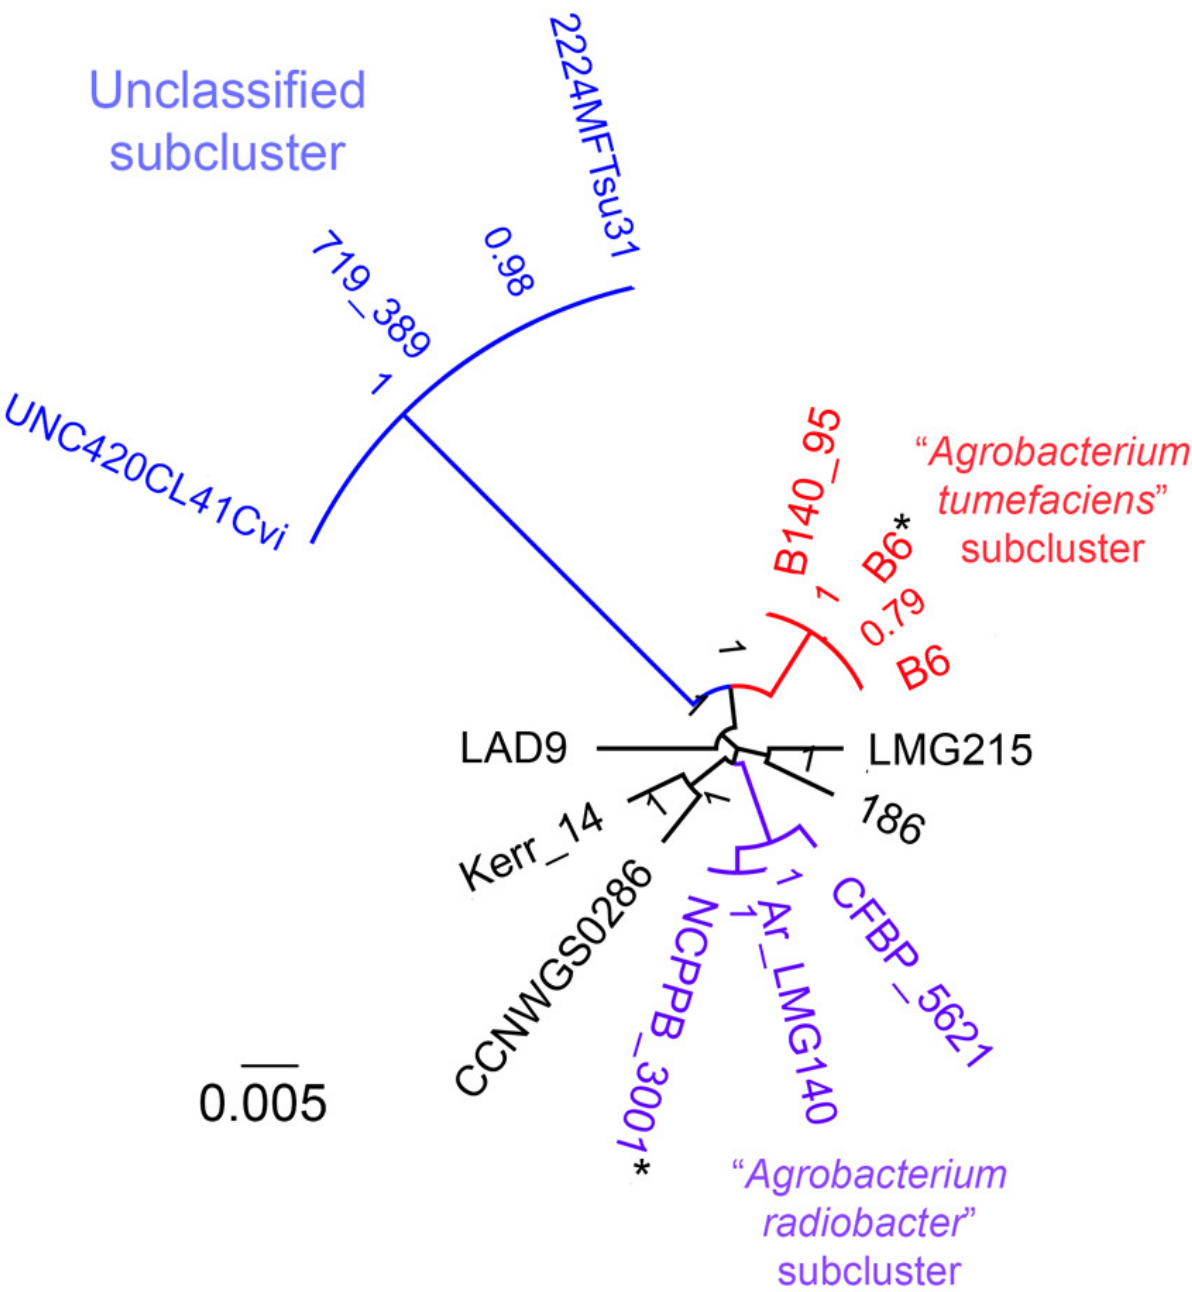 2224MFTsu31
Unclassified
subcluster
0.98
719_389
1
UNC420CL41Cvi
B140_95
“Agrobacterium
tumefaciens”
subcluster
B6*
1
0.79
B6
1
1
LAD9
LMG215
1
186
Kerr_14
1
1
CCNWGS0286
1
1
CFBP_5621
Ar_LMG140
NCPPB_3001*
0.005
“Agrobacterium
radiobacter”
subcluster